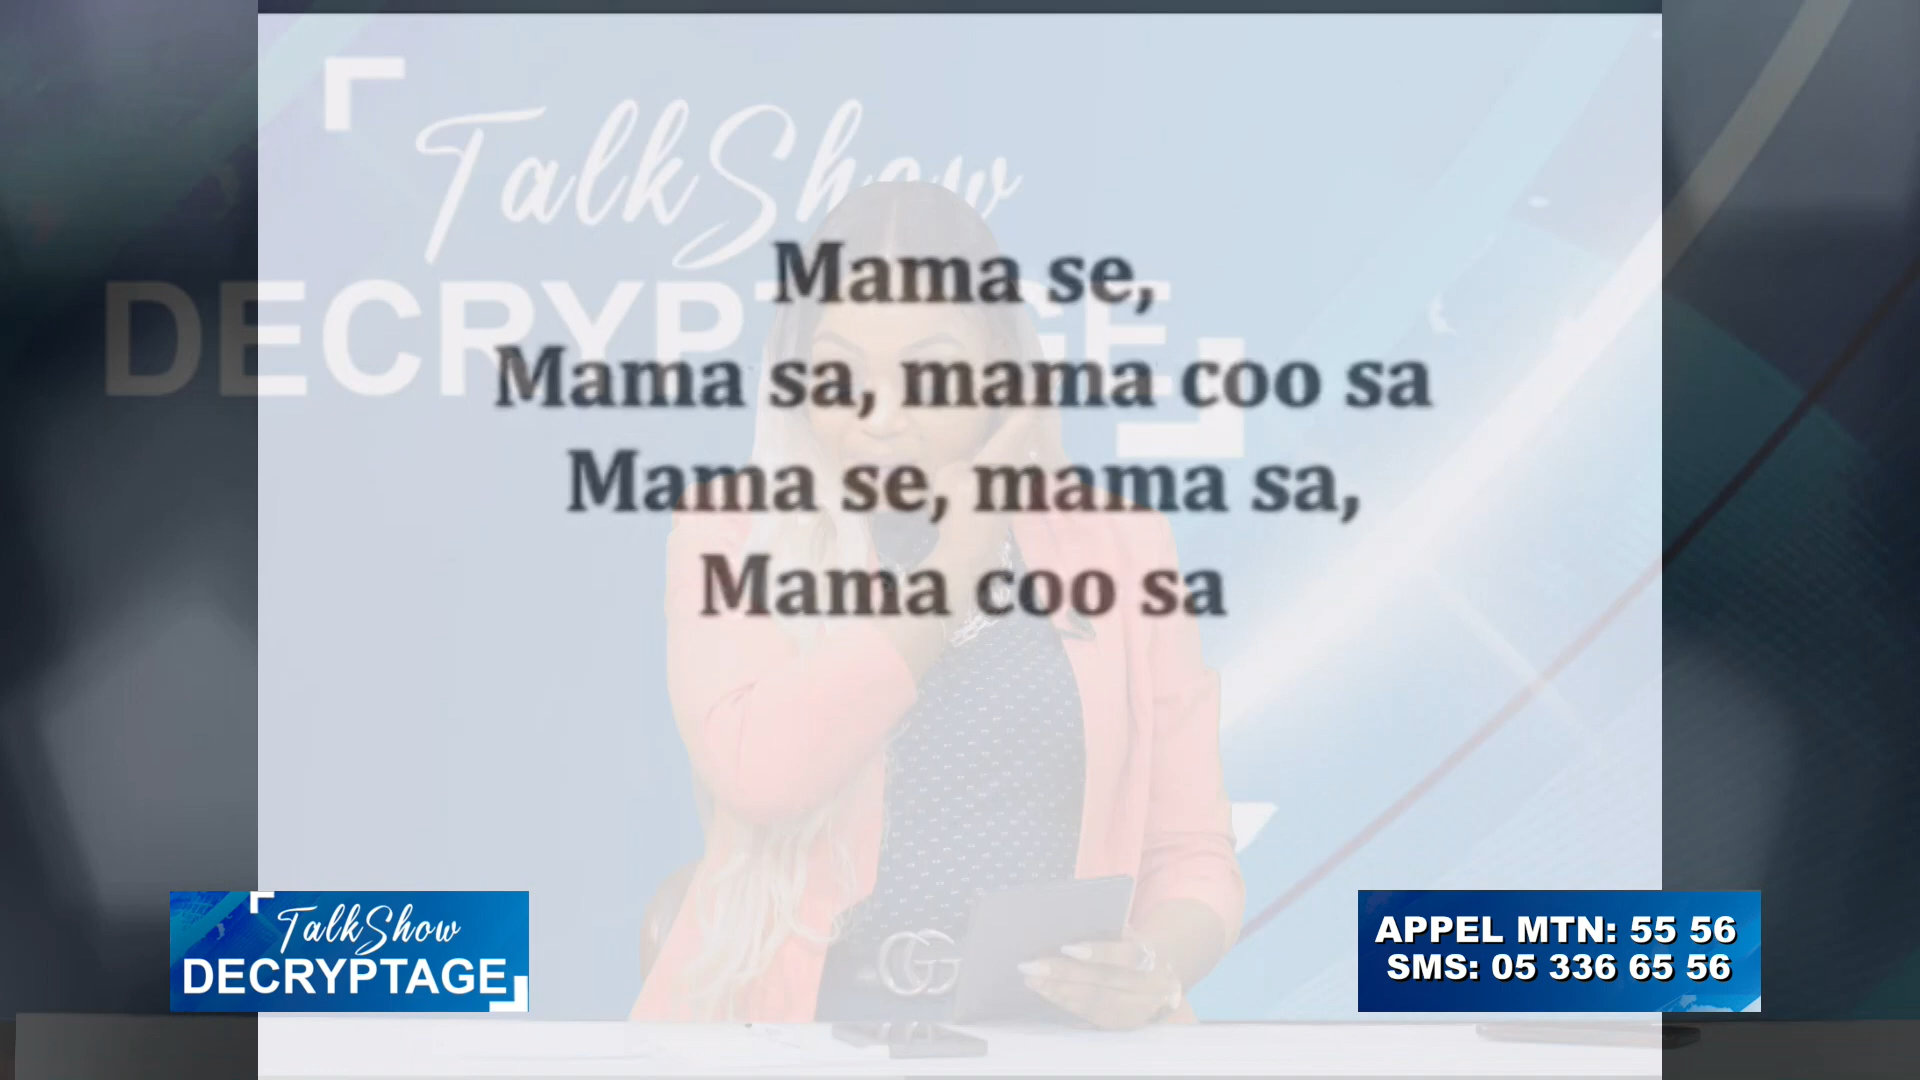 TalkShow
DECRYPTAGE
Mama se,
Mama sa, mama coo sa
Mama se, mama sa,
Mama coo sa
TalkShow
DECRYPTAGE
APPEL MTN: 55 56
SMS: 05 336 65 56